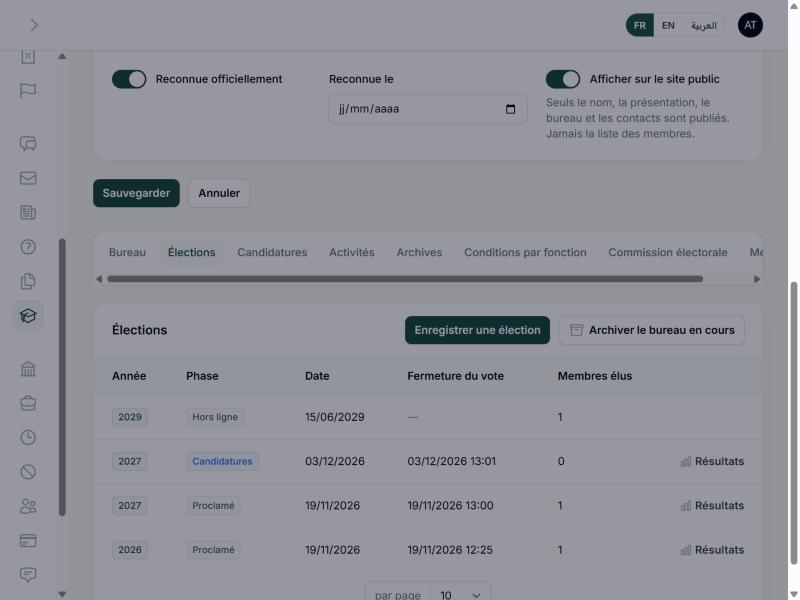 FR EN العربية AT
Reconnue officiellement
Reconnue le
jj/mm/aaaa
Afficher sur le site public
Seuls le nom, la présentation, le
bureau et les contacts sont publiés.
Jamais la liste des membres.
Sauvegarder Annuler
Bureau Élections Candidatures Activités Archives Conditions par fonction Commission électorale Me
Élections Enregistrer une élection Archiver le bureau en cours
Année Phase Date Fermeture du vote Membres élus
2029 Hors ligne 15/06/2029 — 1
2027 Candidatures 03/12/2026 03/12/2026 13:01 0 Résultats
2027 Proclamé 19/11/2026 19/11/2026 13:00 1 Résultats
2026 Proclamé 19/11/2026 19/11/2026 12:25 1 Résultats
par page 10